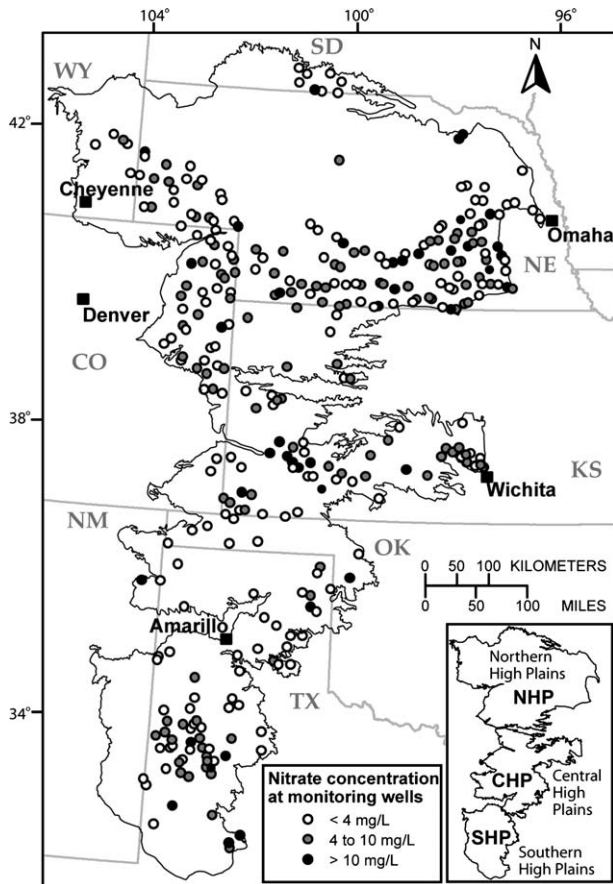 104° 100° 96°
SD
N
WY
42°
Cheyenne
Omaha
NE
Denver
CO
38°
KS
Wichita
NM
OK
0 50 100 KILOMETERS
0 50 100 MILES
Amarillo
TX
34°
Nitrate concentration
at monitoring wells
< 4 mg/L
4 to 10 mg/L
> 10 mg/L
Northern
High Plains
NHP
CHP
Central
High
Plains
SHP
Southern
High Plains